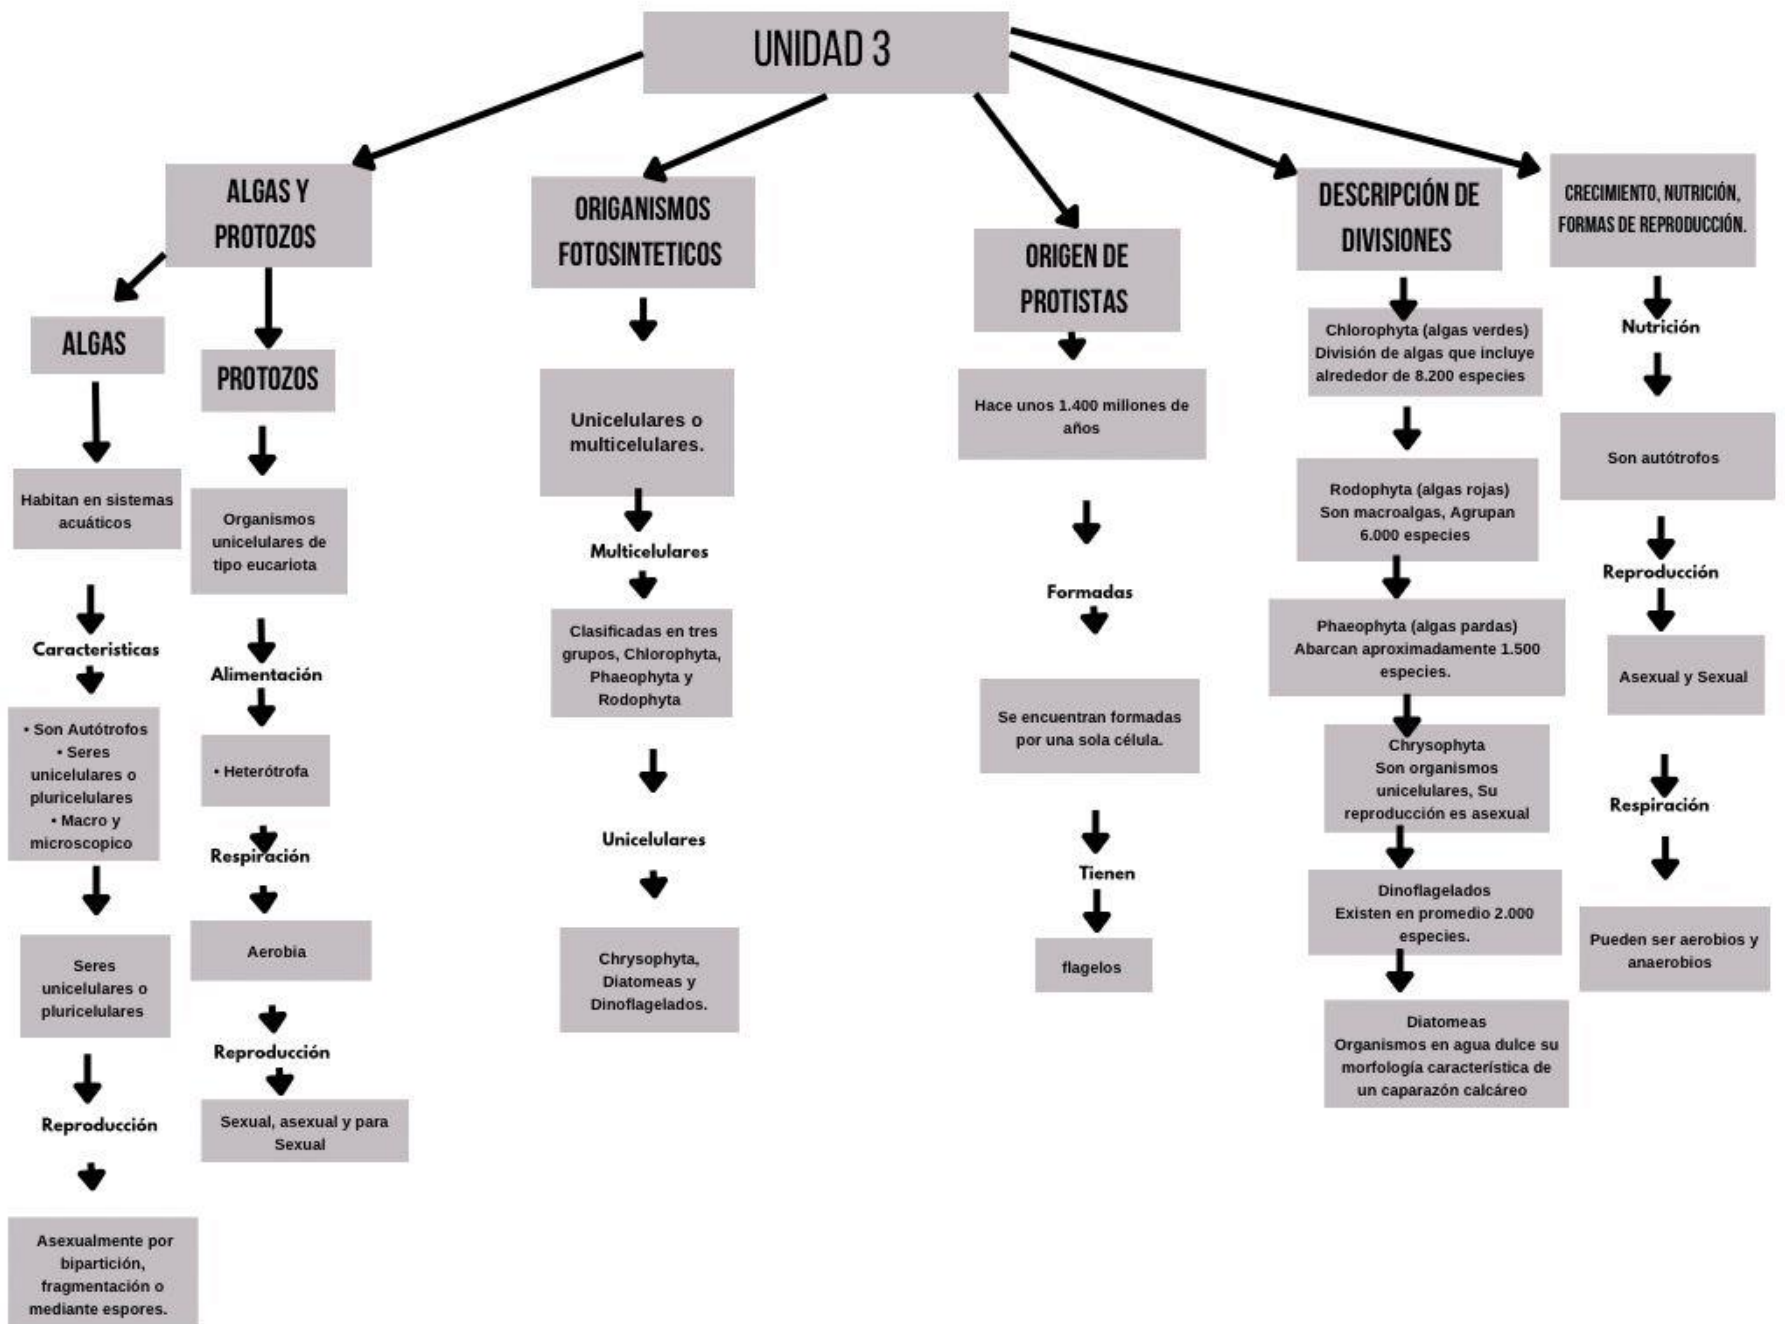 UNIDAD 3
ALGAS Y
PROTOZOS
ALGAS
Habitan en sistemas
acuáticos
Caracteristicas
• Son Autótrofos
• Seres
unicelulares o
pluricelulares
• Macro y
microscopico
Seres
unicelulares o
pluricelulares
Reproducción
Asexualmente por
bipartición,
fragmentación o
mediante espores.
PROTOZOS
Organismos
unicelulares de
tipo eucariota
Alimentación
• Heterótrofa
Respiración
Aerobia
Reproducción
Sexual, asexual y para
Sexual
ORIGANISMOS
FOTOSINTETICOS
Unicelulares o
multicelulares.
Multicelulares
Clasificadas en tres
grupos, Chlorophyta,
Phaeophyta y
Rodophyta
Unicelulares
Chrysophyta,
Diatomeas y
Dinoflagelados.
ORIGEN DE
PROTISTAS
Hace unos 1.400 millones de
años
Formadas
Se encuentran formadas
por una sola célula.
Tienen
flagelos
DESCRIPCIÓN DE
DIVISIONES
Chlorophyta (algas verdes)
División de algas que incluye
alrededor de 8.200 especies
Rodophyta (algas rojas)
Son macroalgas, Agrupan
6.000 especies
Phaeophyta (algas pardas)
Abarcan aproximadamente 1.500
especies.
Chrysophyta
Son organismos
unicelulares, Su
reproducción es asexual
Dinoflagelados
Existen en promedio 2.000
especies.
Diatomeas
Organismos en agua dulce su
morfología característica de
un caparazón calcáreo
CRECIMIENTO, NUTRICIÓN,
FORMAS DE REPRODUCCIÓN.
Nutrición
Son autótrofos
Reproducción
Asexual y Sexual
Respiración
Pueden ser aerobios y
anaerobios